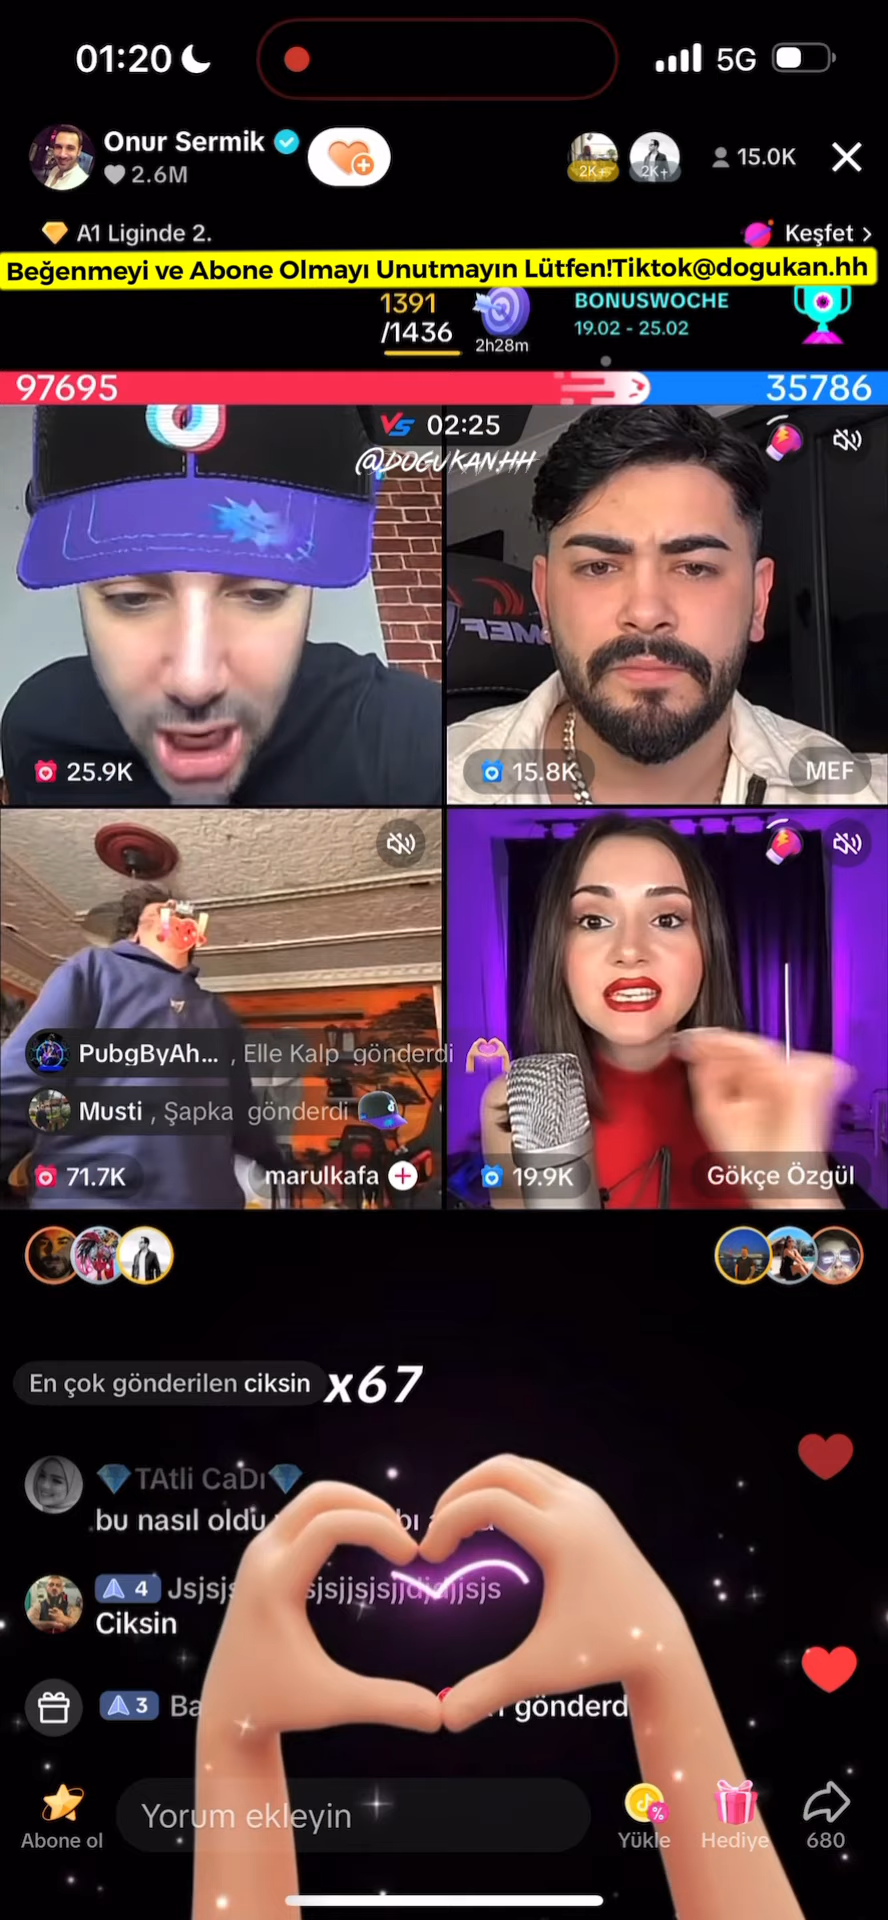 01:20 5G
Onur Sermik
2.6M
2K+ 2K+ 15.0K
A1 Liginde 2.
Keşfet >
Beğenmeyi ve Abone Olmayı Unutmayın Lütfen!Tiktok@dogukan.hh
1391
/1436
2h28m
BONUSWOCHE
19.02 - 25.02
97695 35786
VS 02:25
@DOGUKAN.HH
MEF
25.9K
15.8K MEF
PubgByAh... , Elle Kalp gönderdi
Musti , Şapka gönderdi
71.7K marulkafa
19.9K Gökçe Özgül
En çok gönderilen ciksin x67
TAtli CaDı
bu nasıl oldu
4
Ciksin
3 Ba gönderd
Abone ol
Yorum ekleyin
Yükle
Hediye
680